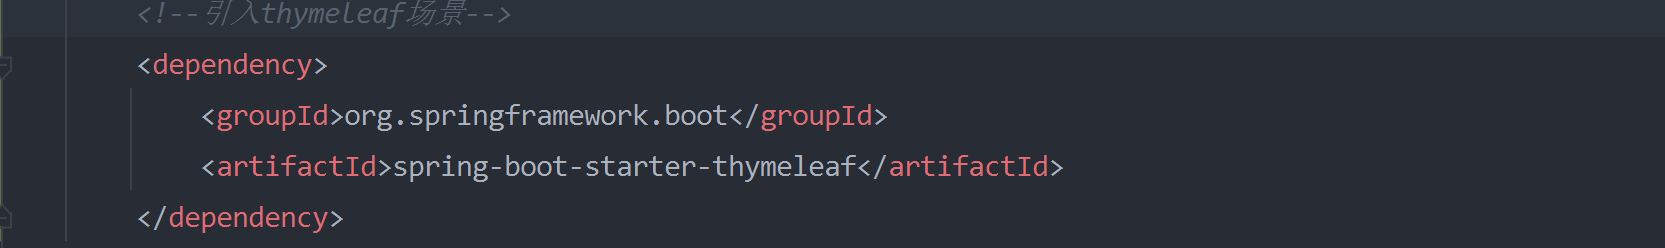 <!--引入thymeleaf场景-->
<dependency>
<groupId>org.springframework.boot</groupId>
<artifactId>spring-boot-starter-thymeleaf</artifactId>
</dependency>